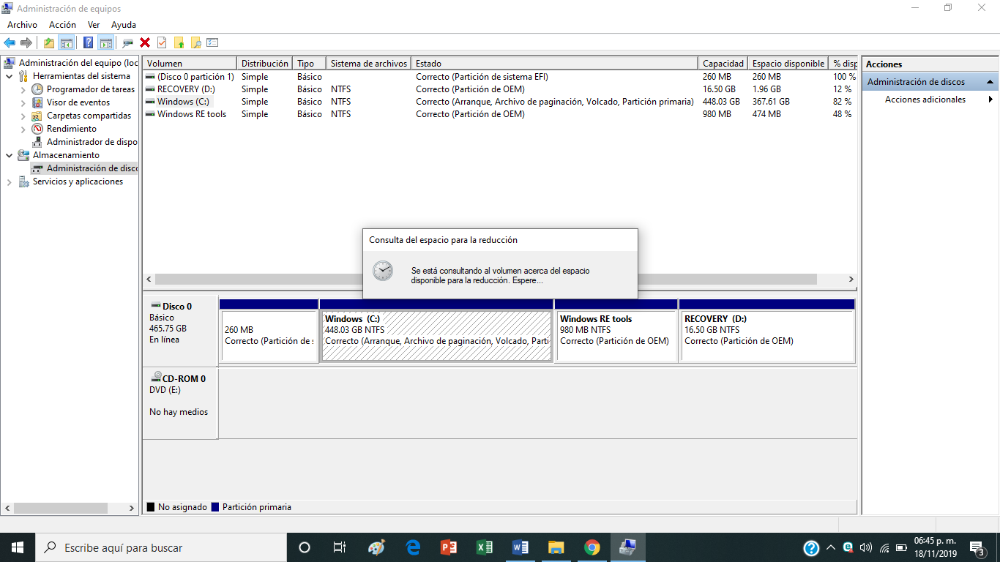 Administración de equipos
Archivo Acción Ver Ayuda
Administración del equipo (loc
Herramientas del sistema
Programador de tareas
Visor de eventos
Carpetas compartidas
Rendimiento
Administrador de dispo
Almacenamiento
Administración de disco
Servicios y aplicaciones
Volumen Distribución Tipo Sistema de archivos Estado Capacidad Espacio disponible % disp
(Disco 0 partición 1) Simple Básico Correcto (Partición de sistema EFI) 260 MB 260 MB 100 %
RECOVERY (D:) Simple Básico NTFS Correcto (Partición de OEM) 16.50 GB 1.96 GB 12 %
Windows (C:) Simple Básico NTFS Correcto (Arranque, Archivo de paginación, Volcado, Partición primaria) 448.03 GB 367.61 GB 82 %
Windows RE tools Simple Básico NTFS Correcto (Partición de OEM) 980 MB 474 MB 48 %
Acciones
Administración de discos
Acciones adicionales
Consulta del espacio para la reducción
Se está consultando al volumen acerca del espacio
disponible para la reducción. Espere...
Disco 0
Básico
465.75 GB
En línea
260 MB
Correcto (Partición de s
Windows (C:)
448.03 GB NTFS
Correcto (Arranque, Archivo de paginación, Volcado, Parti
Windows RE tools
980 MB NTFS
Correcto (Partición de OEM)
RECOVERY (D:)
16.50 GB NTFS
Correcto (Partición de OEM)
CD-ROM 0
DVD (E:)
No hay medios
No asignado Partición primaria
Escribe aquí para buscar
06:45 p. m.
18/11/2019
3